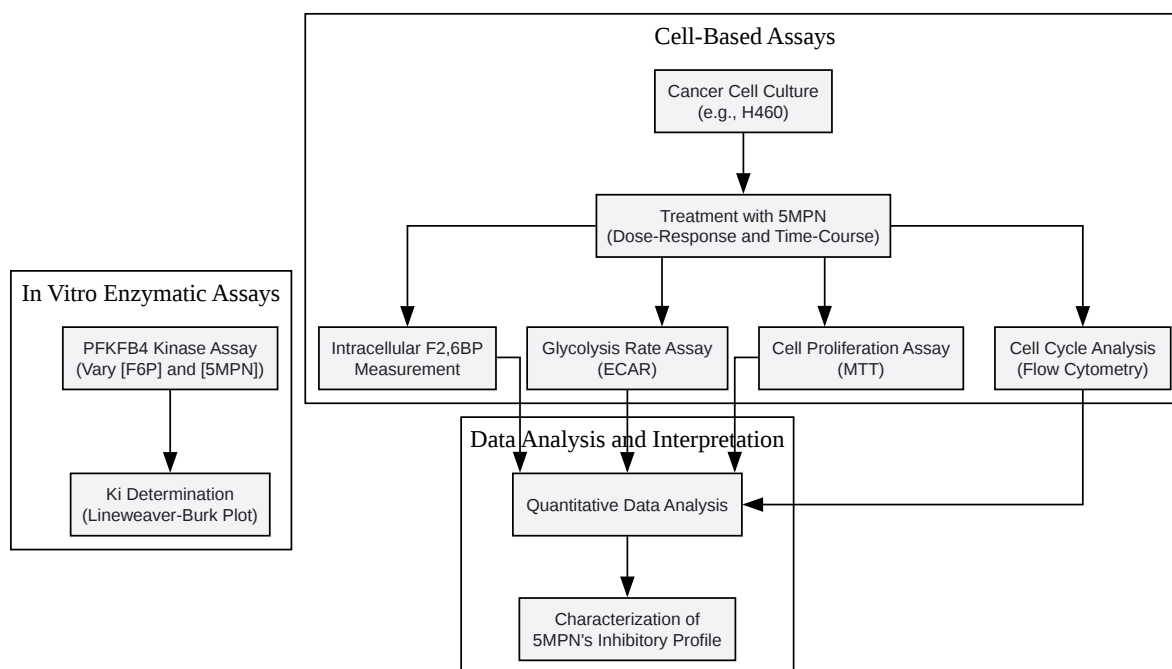 Cell-Based Assays
Cancer Cell Culture
(e.g., H460)
Treatment with 5MPN
(Dose-Response and Time-Course)
In Vitro Enzymatic Assays
PFKFB4 Kinase Assay
(Vary [F6P] and [5MPN])
Intracellular F2,6BP
Measurement
Glycolysis Rate Assay
(ECAR)
Cell Proliferation Assay
(MTT)
Cell Cycle Analysis
(Flow Cytometry)
Data Analysis and Interpretation
Ki Determination
(Lineweaver-Burk Plot)
Quantitative Data Analysis
Characterization of
5MPN's Inhibitory Profile